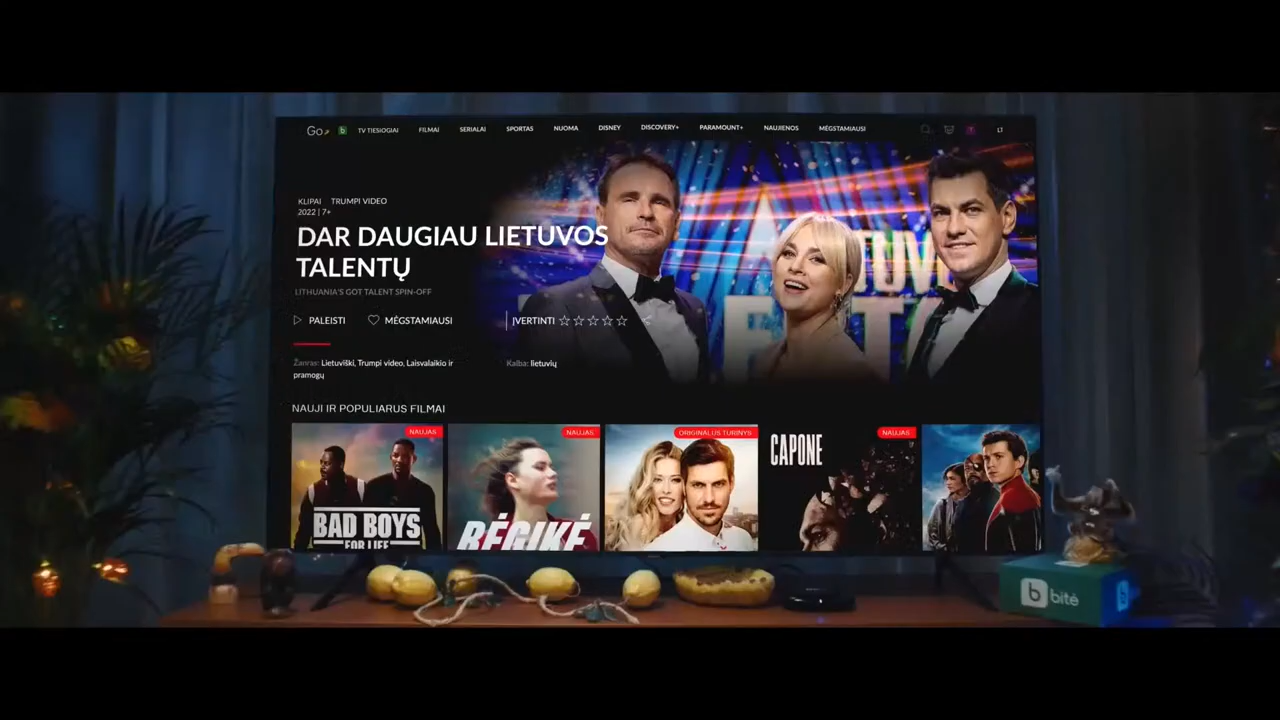 Go
b
TV TIESIOGIAI
FILMAI
SERIALAI
SPORTAS
NUOMA
DISNEY
DISCOVERY+
PARAMOUNT+
NAUJIENOS
MĖGSTAMIAUSI
LT
KLIPAI TRUMPI VIDEO
2022 | 7+
DAR DAUGIAU LIETUVOS
TALENTŲ
LITHUANIA'S GOT TALENT SPIN-OFF
PALEISTI
MĖGSTAMIAUSI
ĮVERTINTI
Žanras: Lietuviški, Trumpi video, Laisvalaikio ir
pramogų
Kalba: lietuvių
NAUJI IR POPULIARUS FILMAI
NAUJAS
NAUJAS
ORIGINALUS TURINYS
NAUJAS
CAPONE
BAD BOYS
FOR LIFE
BĖGIKĖ
b bitė
b